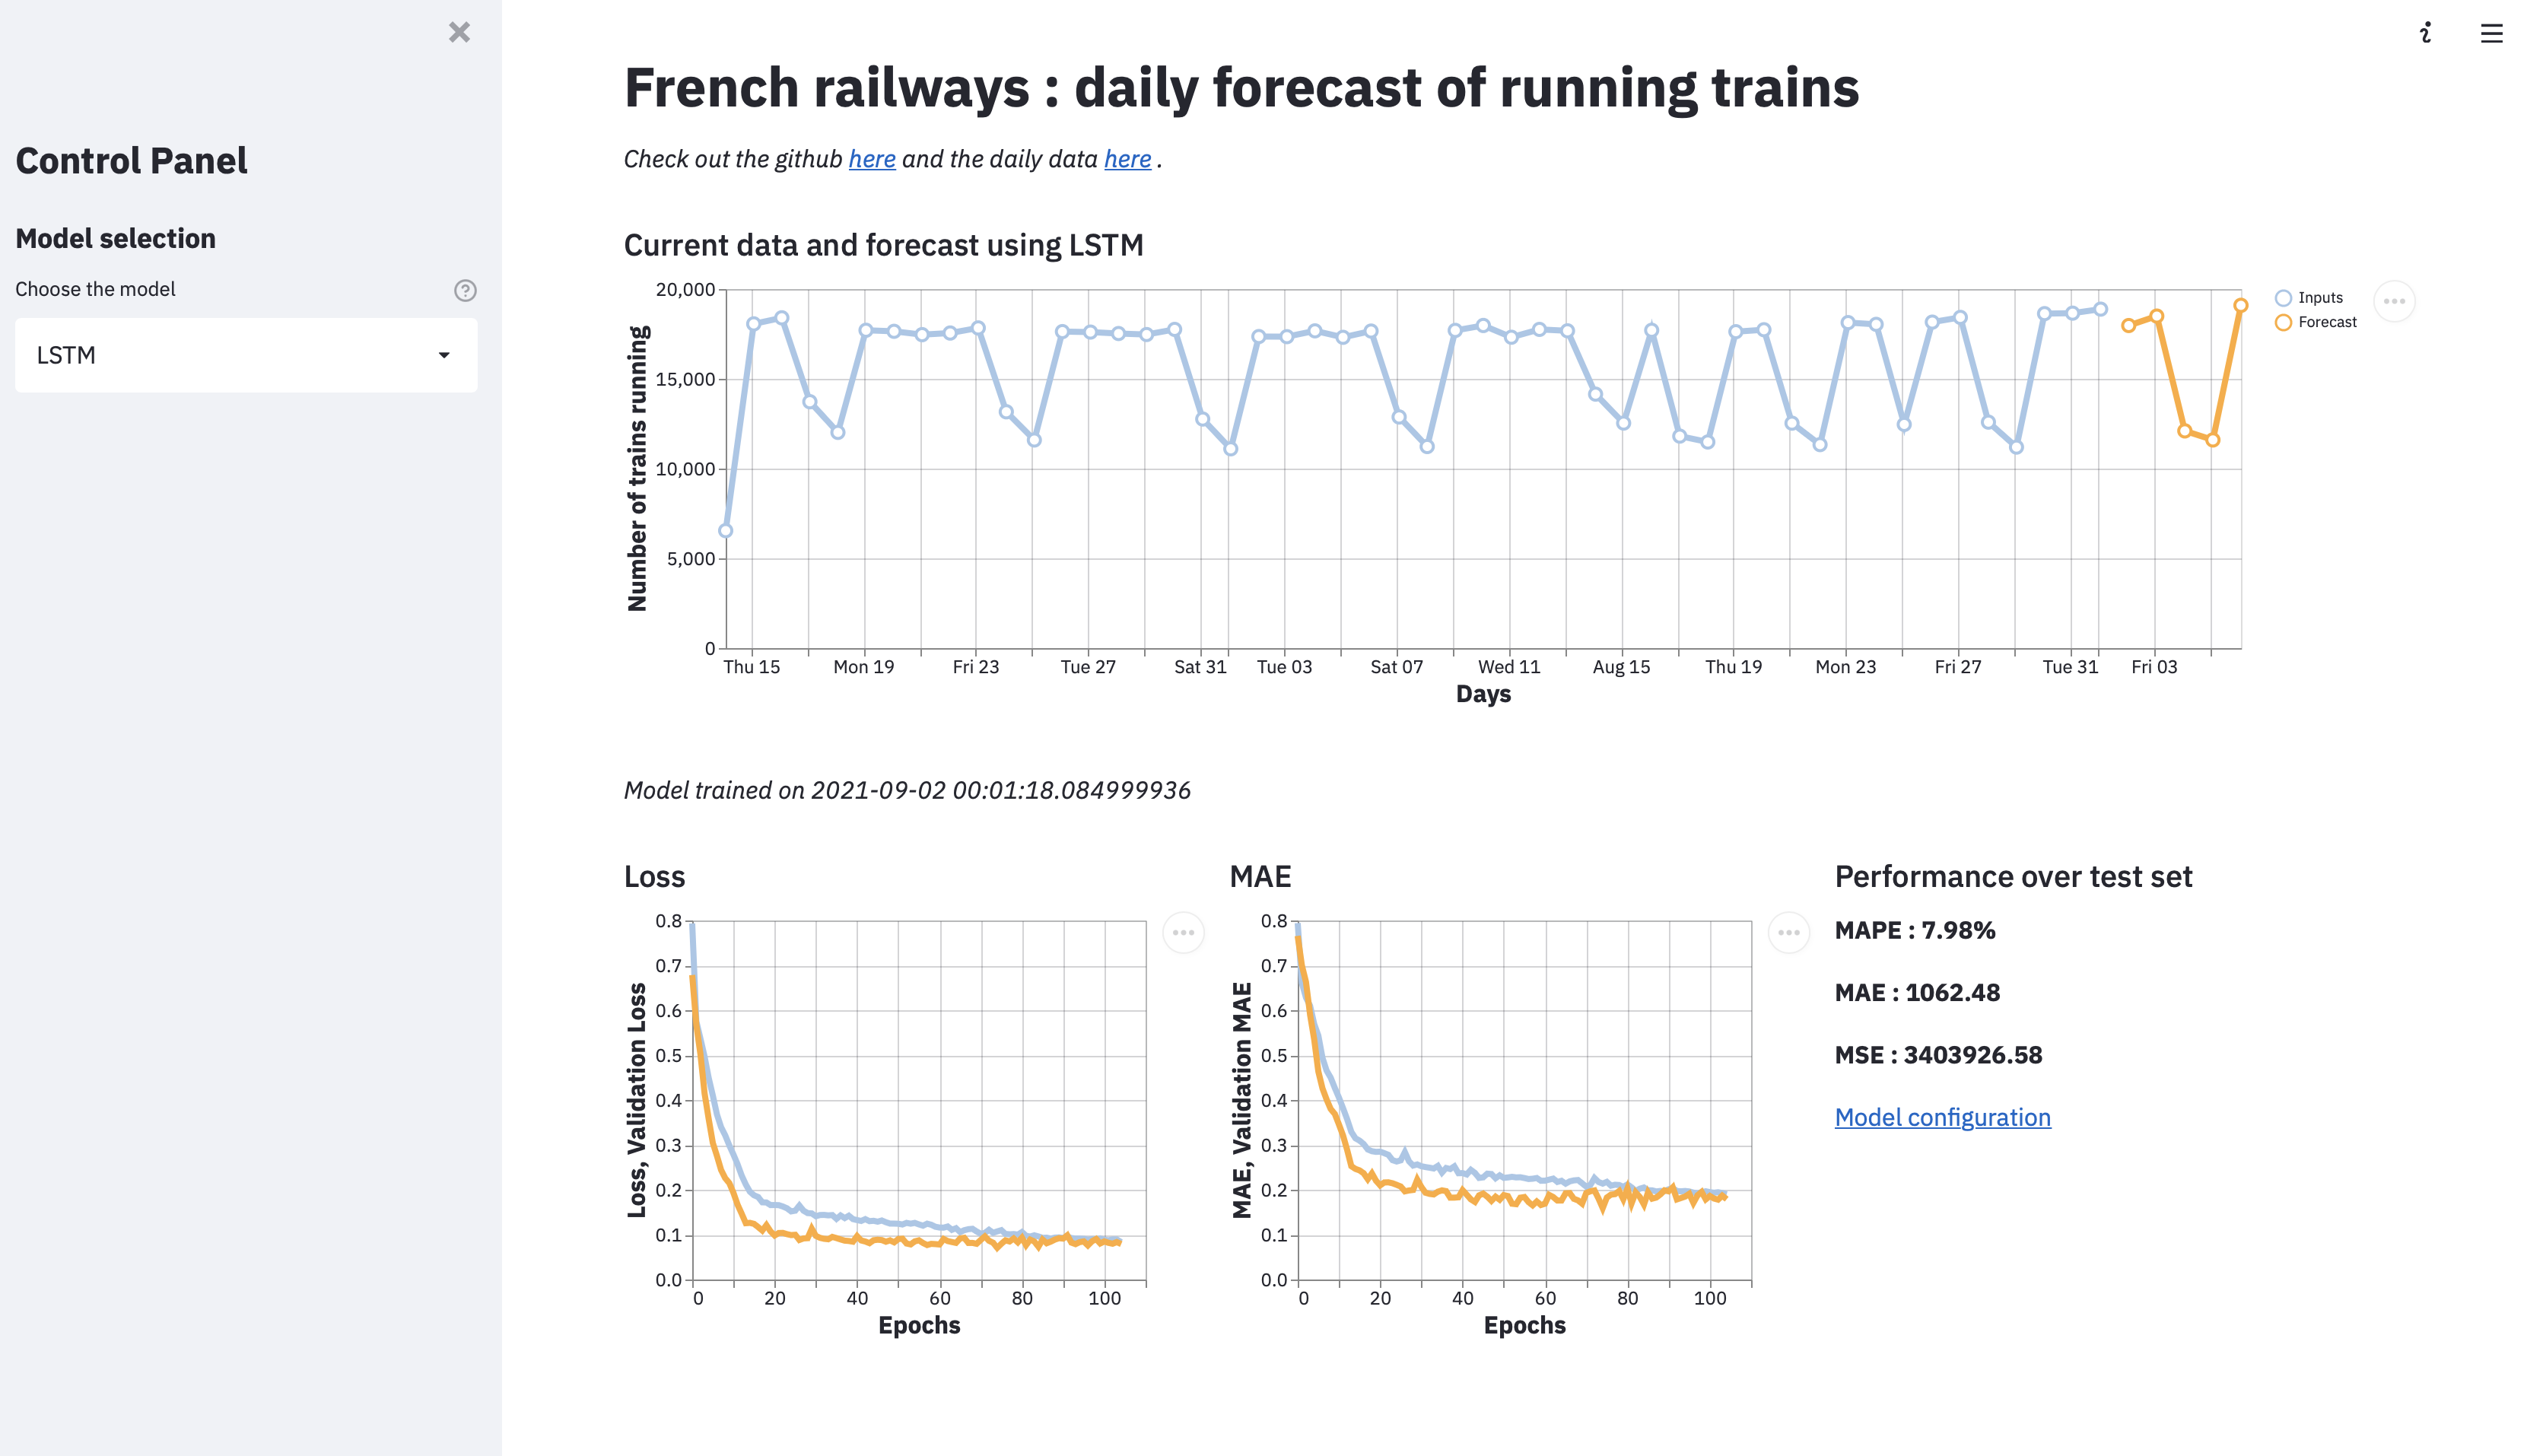 Control Panel
Model selection
Choose the model
LSTM
French railways : daily forecast of running trains
Check out the github here and the daily data here .
Current data and forecast using LSTM
Number of trains running
20,000
15,000
10,000
5,000
0
Thu 15 Mon 19 Fri 23 Tue 27 Sat 31 Tue 03 Sat 07 Wed 11 Aug 15 Thu 19 Mon 23 Fri 27 Tue 31 Fri 03
Days
Inputs
Forecast
Model trained on 2021-09-02 00:01:18.084999936
Loss
Loss, Validation Loss
0.8
0.7
0.6
0.5
0.4
0.3
0.2
0.1
0.0
0 20 40 60 80 100
Epochs
MAE
MAE, Validation MAE
0.8
0.7
0.6
0.5
0.4
0.3
0.2
0.1
0.0
0 20 40 60 80 100
Epochs
Performance over test set
MAPE : 7.98%
MAE : 1062.48
MSE : 3403926.58
Model configuration